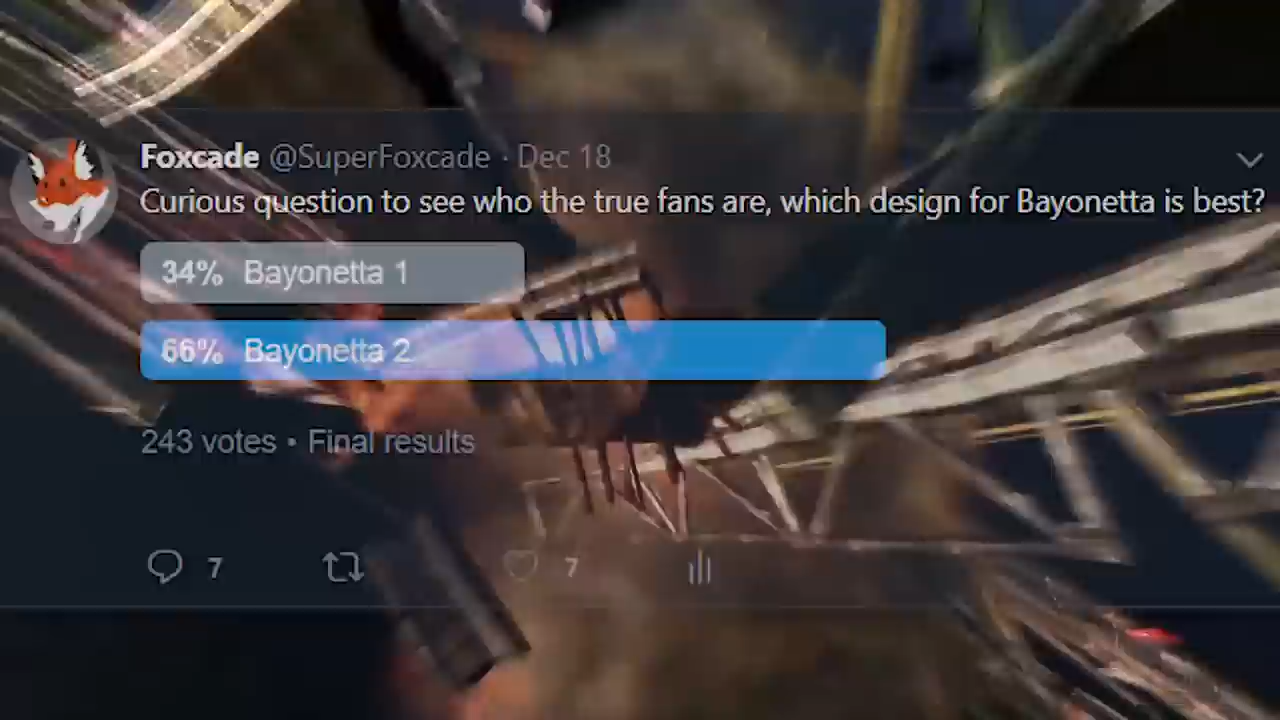 Foxcade @SuperFoxcade · Dec 18
Curious question to see who the true fans are, which design for Bayonetta is best?
34% Bayonetta 1
66% Bayonetta 2
243 votes • Final results
7 7